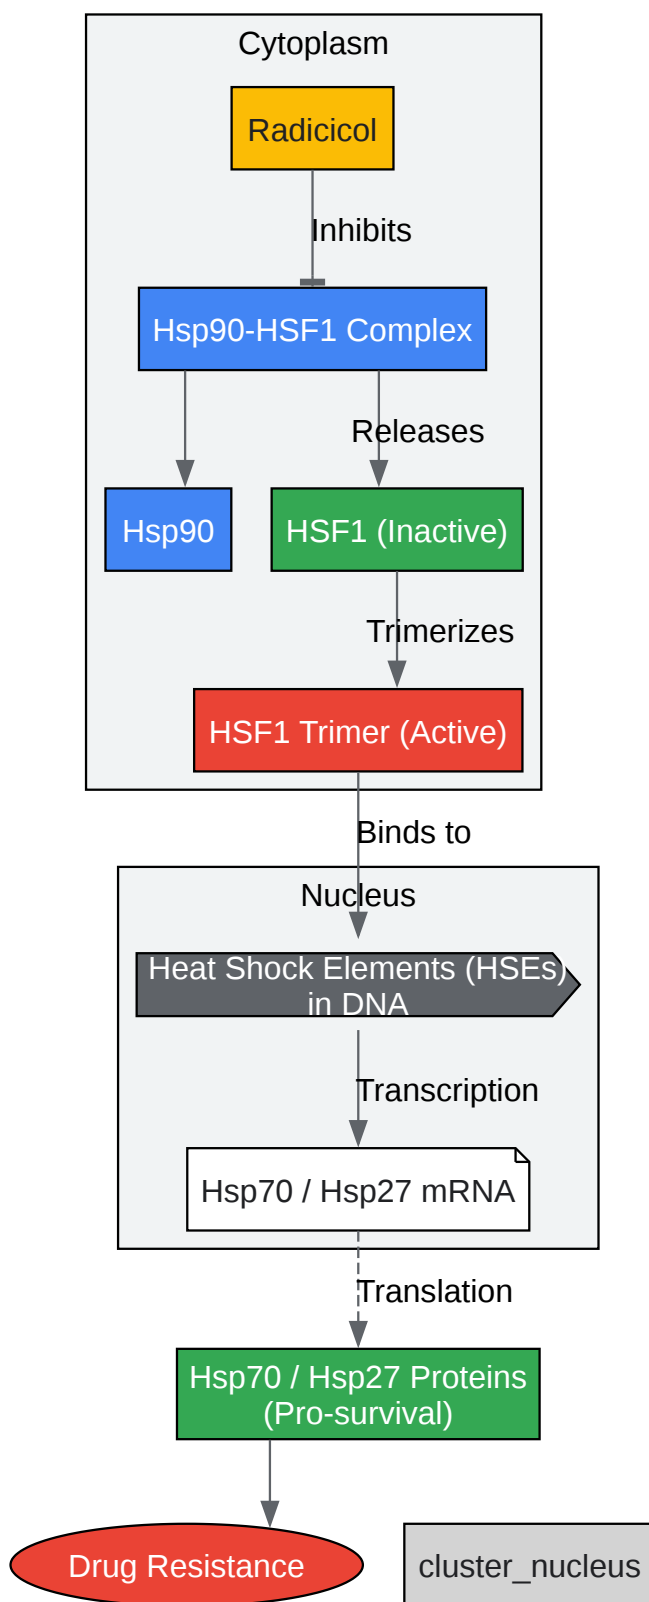 Cytoplasm
Radicicol
Inhibits
Hsp90-HSF1 Complex
Releases
Hsp90
HSF1 (Inactive)
Trimerizes
HSF1 Trimer (Active)
Binds to
Nucleus
Heat Shock Elements (HSEs)
in DNA
Transcription
Hsp70 / Hsp27 mRNA
Translation
Hsp70 / Hsp27 Proteins
(Pro-survival)
Drug Resistance
cluster_nucleus